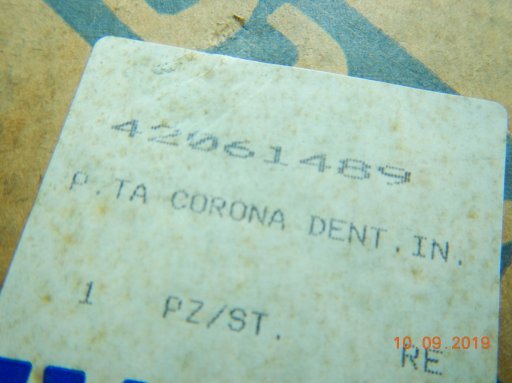 42061489
P.TA CORONA DENT.IN.
1 PZ/ST.
RE
10.09.2019